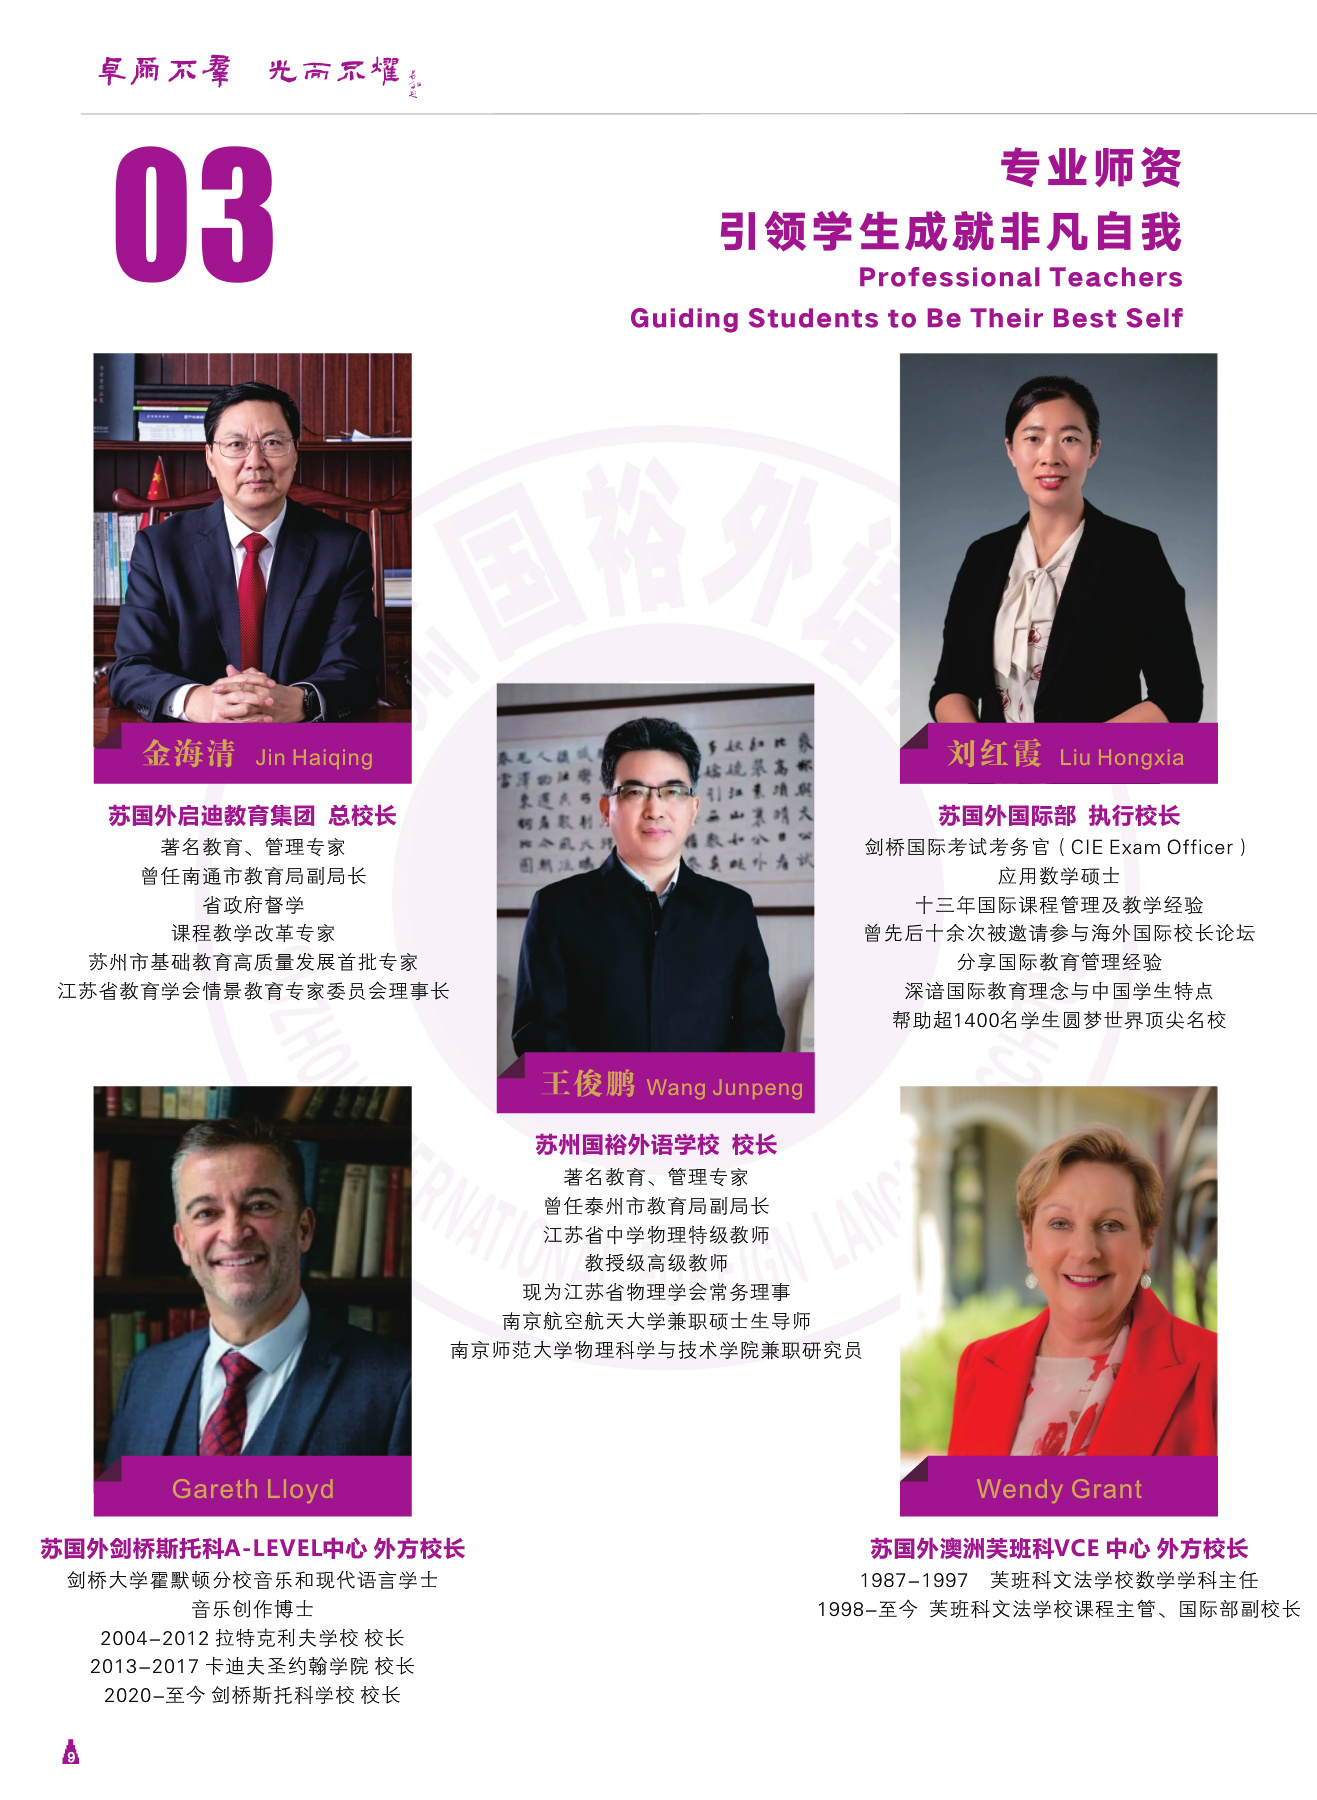 卓爾不羣 光而不耀
03
专业师资
引领学生成就非凡自我
Professional Teachers
Guiding Students to Be Their Best Self
金海清 Jin Haiqing
苏国外启迪教育集团 总校长
著名教育、管理专家
曾任南通市教育局副局长
省政府督学
课程教学改革专家
苏州市基础教育高质量发展首批专家
江苏省教育学会情景教育专家委员会理事长
刘红霞 Liu Hongxia
苏国外国际部 执行校长
剑桥国际考试考务官（CIE Exam Officer）
应用数学硕士
十三年国际课程管理及教学经验
曾先后十余次被邀请参与海外国际校长论坛
分享国际教育管理经验
深谙国际教育理念与中国学生特点
帮助超1400名学生圆梦世界顶尖名校
王俊鹏 Wang Junpeng
苏州国裕外语学校 校长
著名教育、管理专家
曾任泰州市教育局副局长
江苏省中学物理特级教师
教授级高级教师
现为江苏省物理学会常务理事
南京航空航天大学兼职硕士生导师
南京师范大学物理科学与技术学院兼职研究员
Gareth Lloyd
苏国外剑桥斯托科A-LEVEL中心 外方校长
剑桥大学霍默顿分校音乐和现代语言学士
音乐创作博士
2004-2012 拉特克利夫学校 校长
2013-2017 卡迪夫圣约翰学院 校长
2020-至今 剑桥斯托科学校 校长
Wendy Grant
苏国外澳洲芙班科VCE 中心 外方校长
1987-1997 芙班科文法学校数学学科主任
1998-至今 芙班科文法学校课程主管、国际部副校长
9